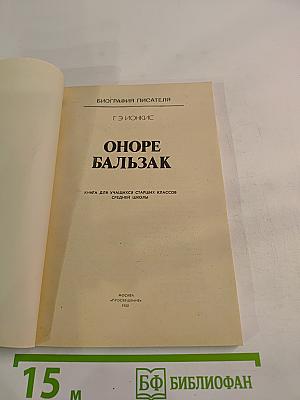 БИОГРАФИЯ ПИСАТЕЛЯ
Г. Э. ИОНКИС
ОНОРЕ
БАЛЬЗАК
КНИГА ДЛЯ УЧАЩИХСЯ СТАРШИХ КЛАССОВ
СРЕДНЕЙ ШКОЛЫ
МОСКВА
«ПРОСВЕЩЕНИЕ»
15 м
БФ БИБЛИОФАН